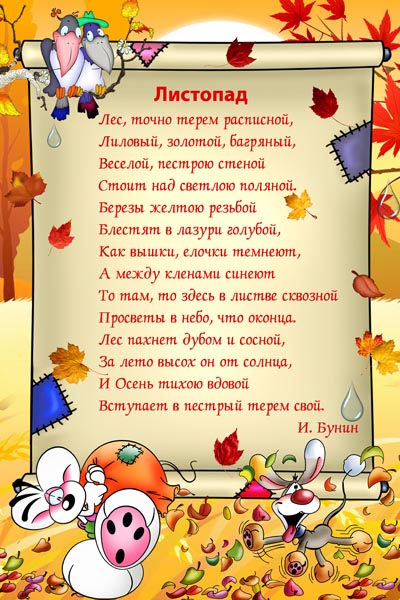 Листопад
Лес, точно терем расписной,
Лиловый, золотой, багряный,
Веселой, пестрою стеной
Стоит над светлою поляной.
Березы желтою резьбой
Блестят в лазури голубой,
Как вышки, елочки темнеют,
А между кленами синеют
То там, то здесь в листве сквозной
Просветы в небо, что оконца.
Лес пахнет дубом и сосной,
За лето высох он от солнца,
И Осень тихою вдовой
Вступает в пестрый терем свой.
И. Бунин